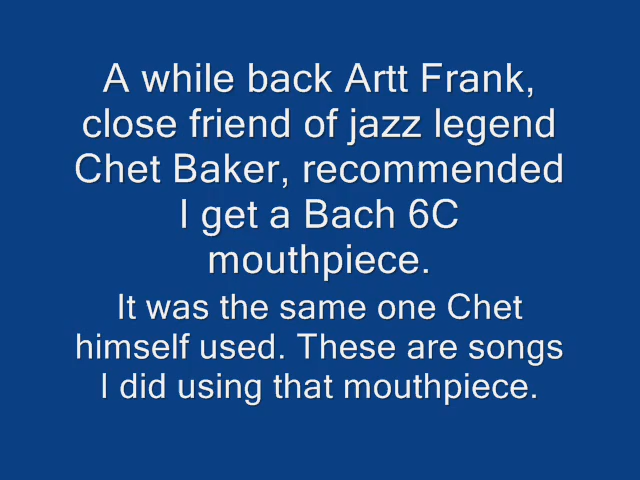 A while back Artt Frank,
close friend of jazz legend
Chet Baker, recommended
I get a Bach 6C
mouthpiece.
It was the same one Chet
himself used. These are songs
I did using that mouthpiece.